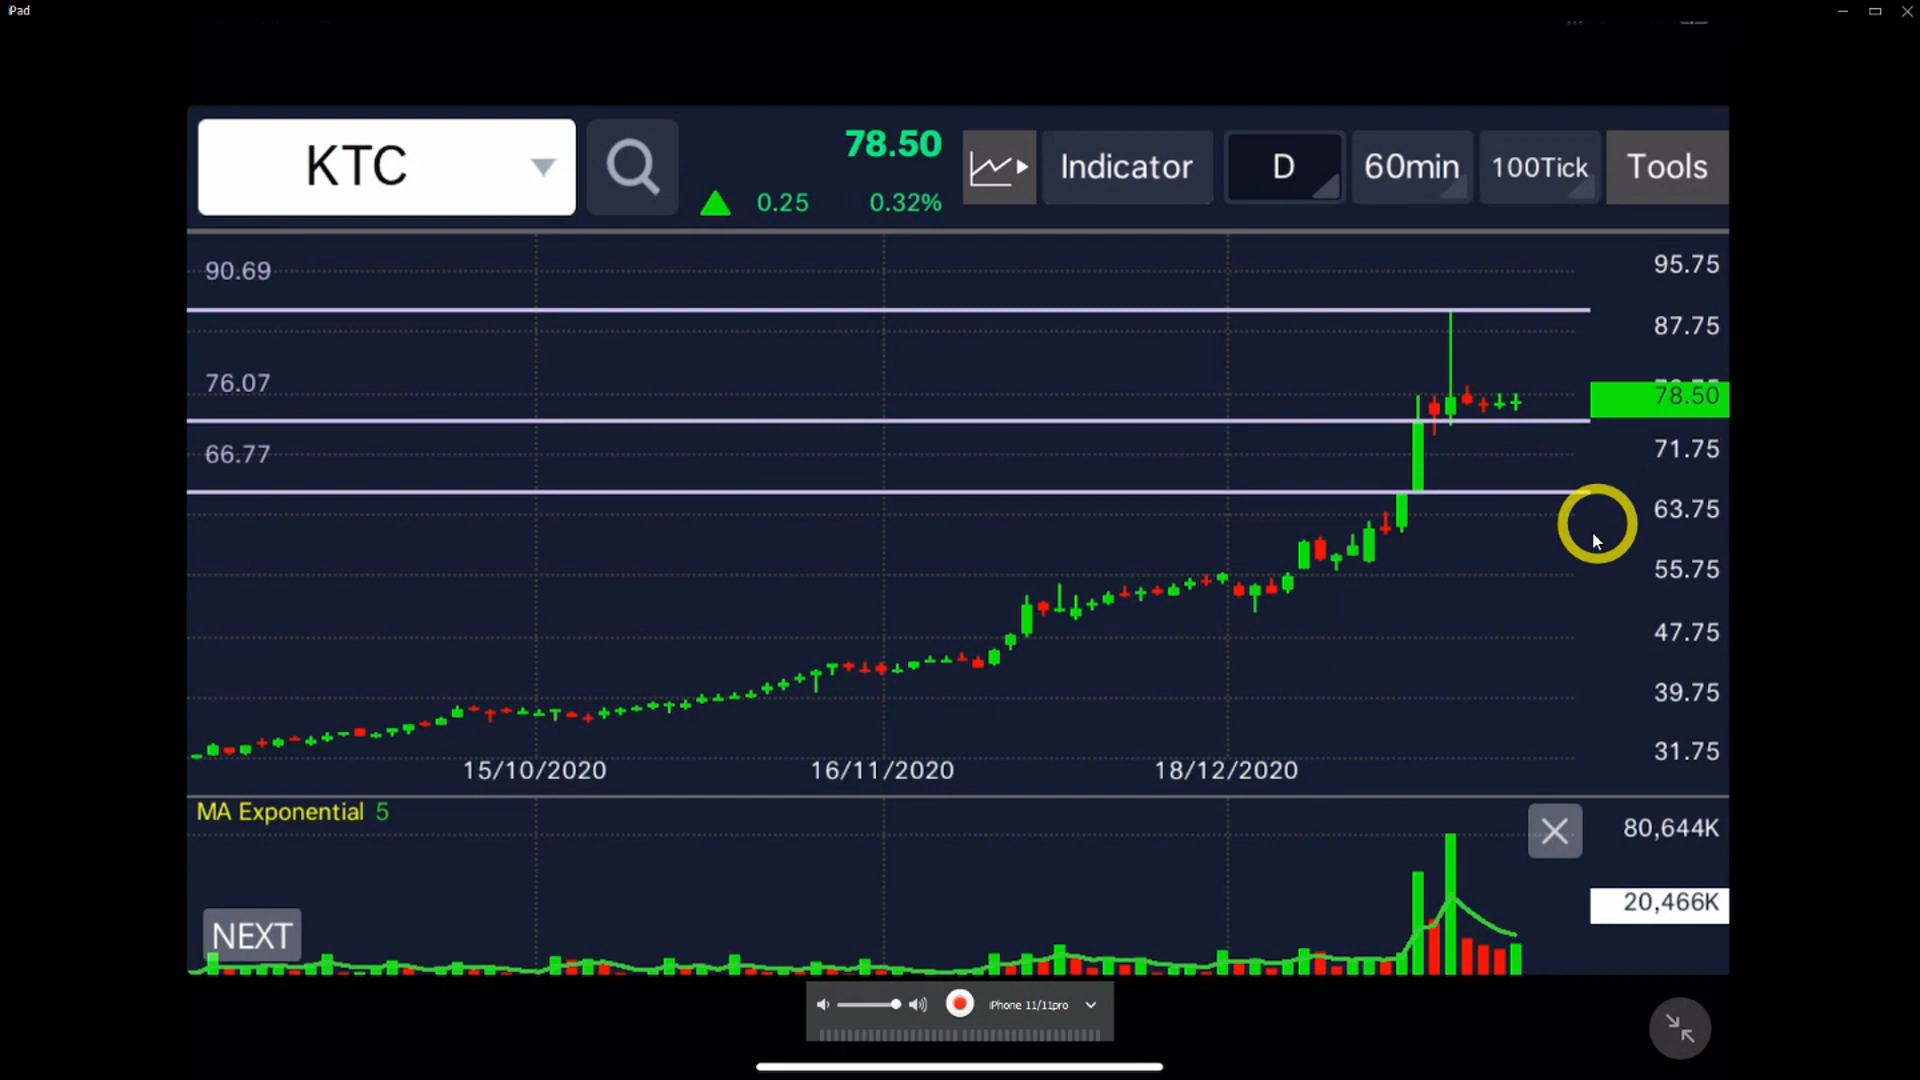 iPad
KTC
78.50
0.25 0.32%
Indicator
D
60min
100Tick
Tools
90.69
95.75
87.75
76.07
78.50
66.77
71.75
63.75
55.75
47.75
39.75
31.75
15/10/2020 16/11/2020 18/12/2020
MA Exponential 5
80,644K
20,466K
NEXT
iPhone 11/11pro